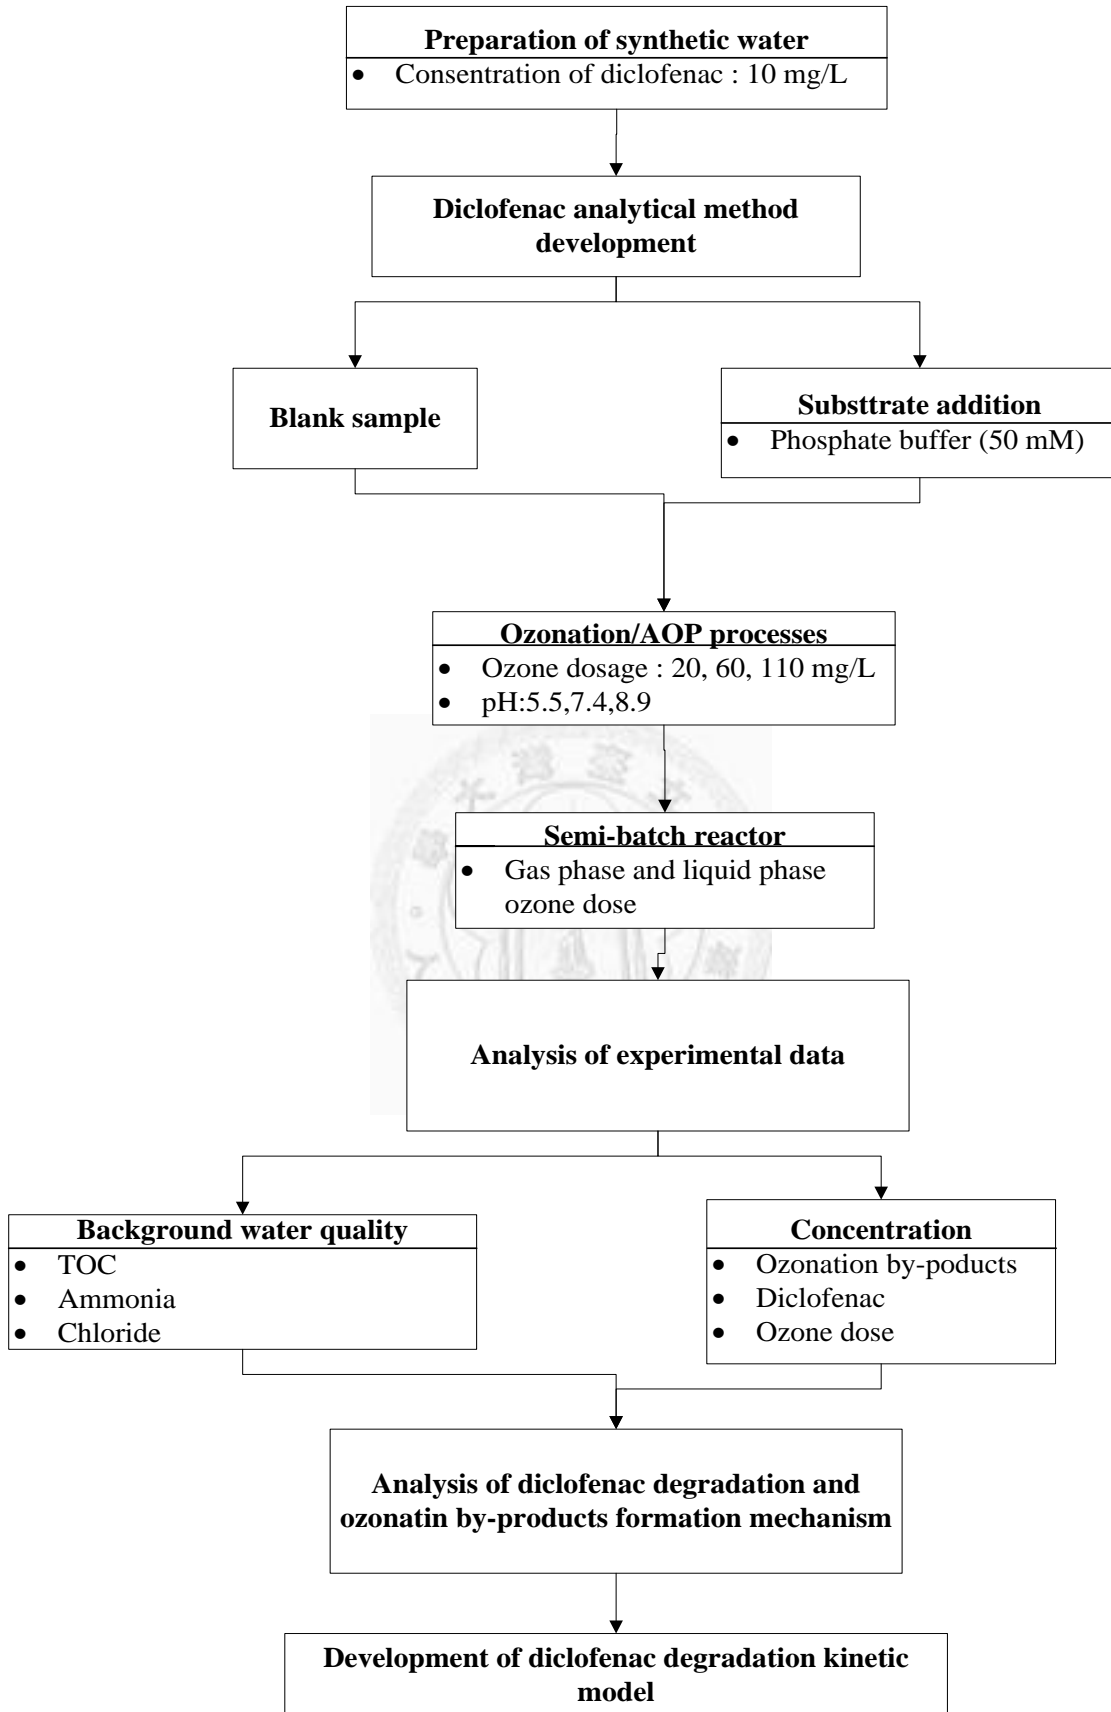 Preparation of synthetic water
• Consentration of diclofenac : 10 mg/L
Diclofenac analytical method
development
Blank sample
Substtrate addition
• Phosphate buffer (50 mM)
Ozonation/AOP processes
• Ozone dosage : 20, 60, 110 mg/L
• pH:5.5,7.4,8.9
Semi-batch reactor
• Gas phase and liquid phase
ozone dose
Analysis of experimental data
Background water quality
• TOC
• Ammonia
• Chloride
Concentration
• Ozonation by-poducts
• Diclofenac
• Ozone dose
Analysis of diclofenac degradation and
ozonatin by-products formation mechanism
Development of diclofenac degradation kinetic
model